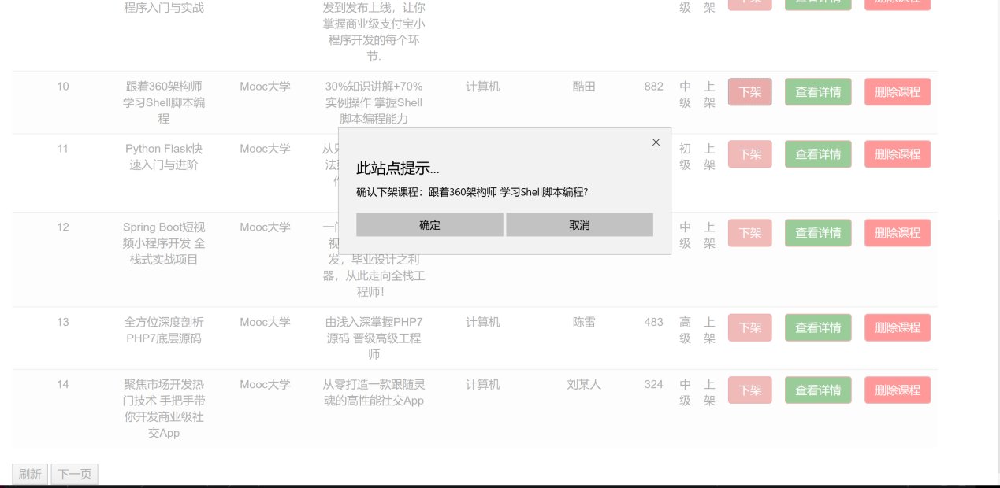 程序入门与实战
发到发布上线，让你
掌握商业级支付宝小
程序开发的每个环
节.
级 架 下架 查看详情 删除课程
10 跟着360架构师 Mooc大学 30%知识讲解+70% 计算机 酷田 882 中 上 下架 查看详情 删除课程
学习Shell脚本编 实例操作 掌握Shell 级 架
程 脚本编程能力
11 Python Flask快 Mooc大学 初 上 下架 查看详情 删除课程
速入门与进阶 级 架
此站点提示...
确认下架课程：跟着360架构师 学习Shell脚本编程?
确定 取消
12 Spring Boot短视 Mooc大学 中 上 下架 查看详情 删除课程
频小程序开发 全 级 架
栈式实战项目 发，毕业设计之利
器，从此走向全栈工
程师！
13 全方位深度剖析 Mooc大学 由浅入深掌握PHP7 计算机 陈雷 483 高 上 下架 查看详情 删除课程
PHP7底层源码 源码 晋级高级工程 级 架
师
14 聚焦市场开发热 Mooc大学 从零打造一款跟随灵 计算机 刘某人 324 中 上 下架 查看详情 删除课程
门技术 手把手带 魂的高性能社交App 级 架
你开发商业级社
交App
刷新 下一页